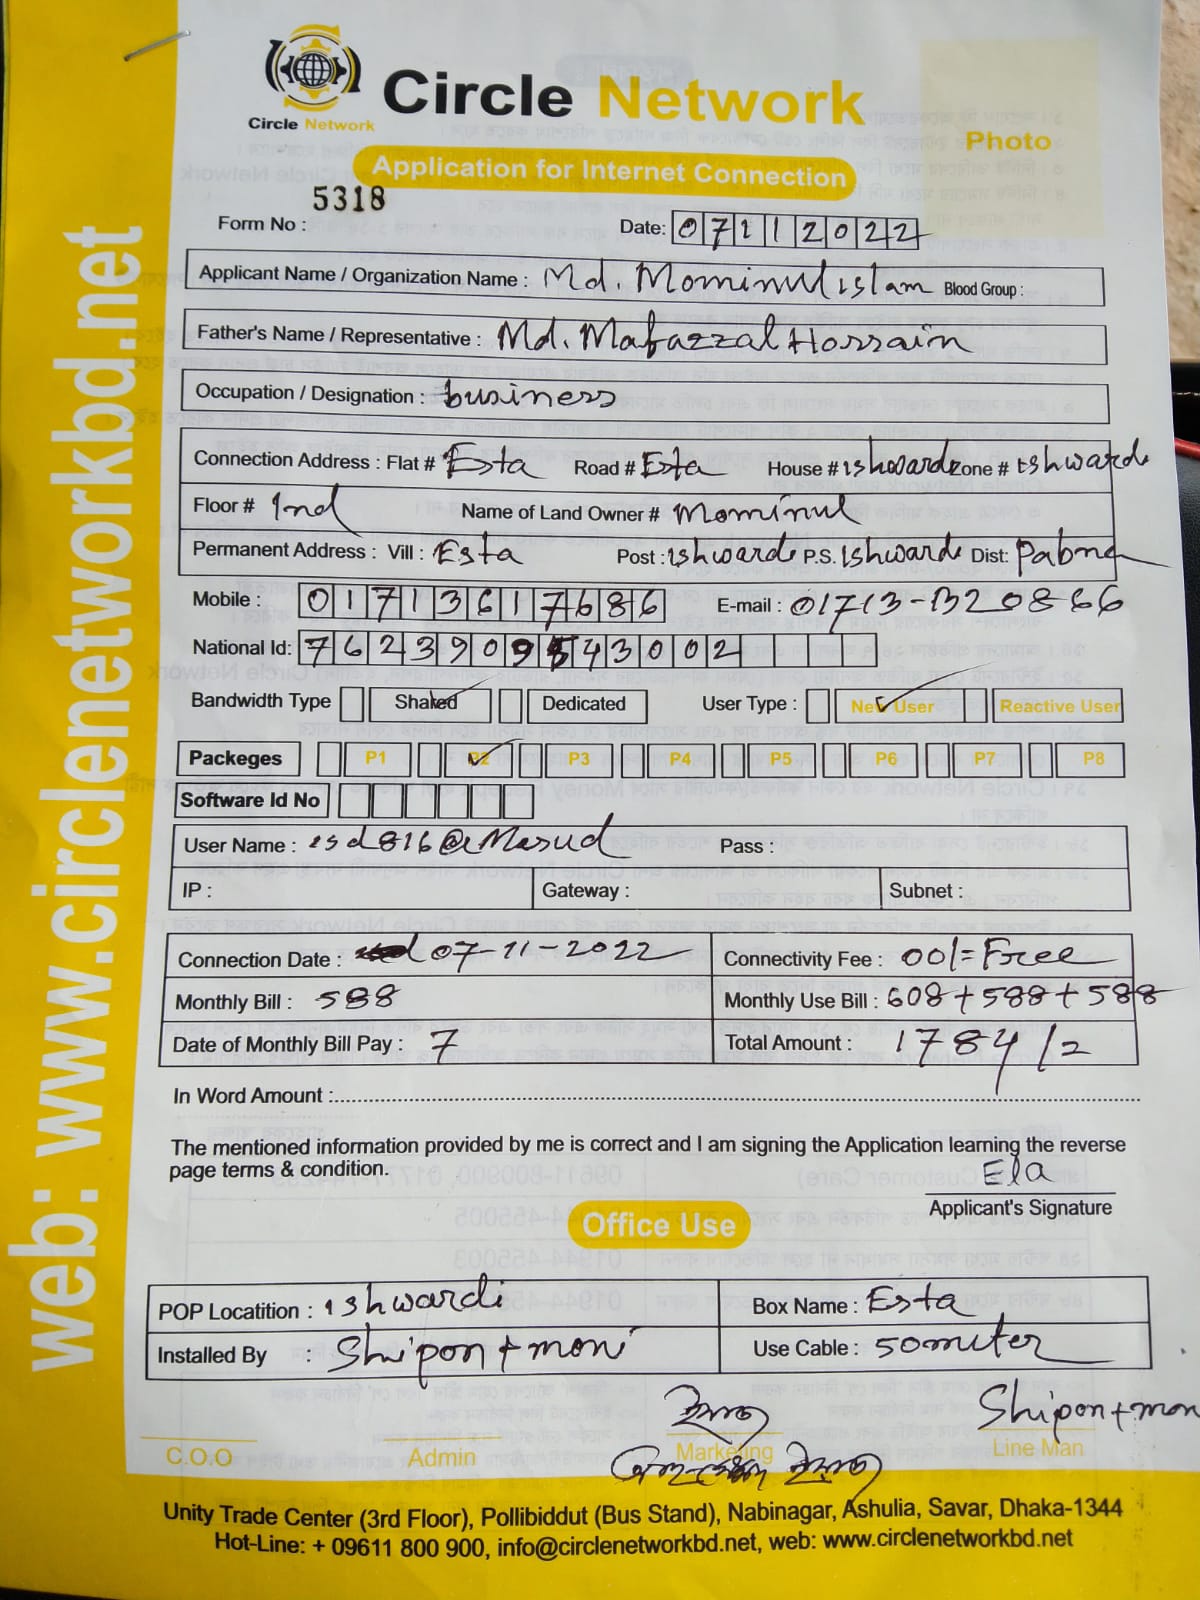 Circle Network
Circle Network
Photo
Application for Internet Connection
5318
Form No :
Date: 07112022
Applicant Name / Organization Name : Md. Mominul islam Blood Group :
Father's Name / Representative : Md. Mafazzal Hossain
Occupation / Designation : business
Connection Address : Flat # Esta Road # Esta House # ishwardi Zone # ishwardi
Floor # 1nd Name of Land Owner # Mominul
Permanent Address : Vill : Esta Post : ishwardi P.S. Ishwardi Dist: Pabna
Mobile : 01713617686 E-mail : 01713-1320866
National Id: 7623909543002
Bandwidth Type Shared Dedicated User Type : New User Reactive User
Packeges P1 P2 P3 P4 P5 P6 P7 P8
Software Id No
User Name : isd816@Masud Pass :
IP : Gateway : Subnet :
Connection Date : 07-11-2022 Connectivity Fee : 00/= Free
Monthly Bill : 588 Monthly Use Bill : 608+588+588
Date of Monthly Bill Pay : 7 Total Amount : 1784/2
In Word Amount :
The mentioned information provided by me is correct and I am signing the Application learning the reverse
page terms & condition.
Ela
Applicant's Signature
Office Use
POP Locatition : ishwardi Box Name : Esta
Installed By : Shipon + moni Use Cable : 50miter
Shipon + mon
C.O.O Admin Marketing Line Man
Unity Trade Center (3rd Floor), Pollibiddut (Bus Stand), Nabinagar, Ashulia, Savar, Dhaka-1344
Hot-Line: + 09611 800 900, info@circlenetworkbd.net, web: www.circlenetworkbd.net
web: www.circlenetworkbd.net